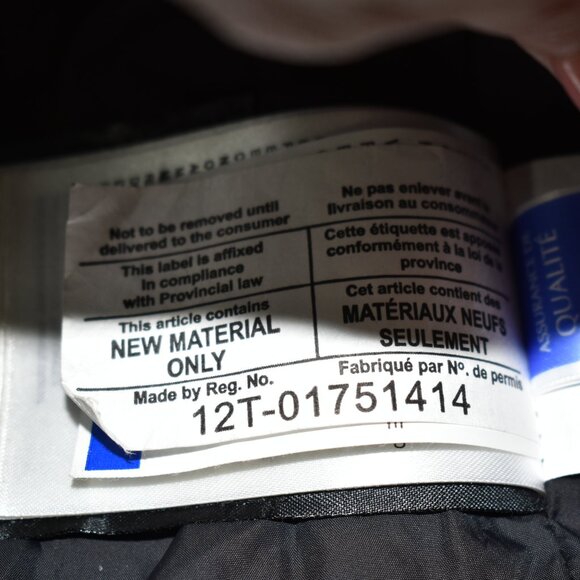 Not to be removed until
delivered to the consumer
Ne pas enlever avant
livraison au consommateur
This label is affixed
in compliance
with Provincial law
Cette étiquette est apposée
conformément à la loi de la
province
This article contains
NEW MATERIAL
ONLY
Cet article contient des
MATÉRIAUX NEUFS
SEULEMENT
Made by Reg. No.
Fabriqué par Nº. de permis
12T-01751414
ASSURANCE DE
QUALITÉ